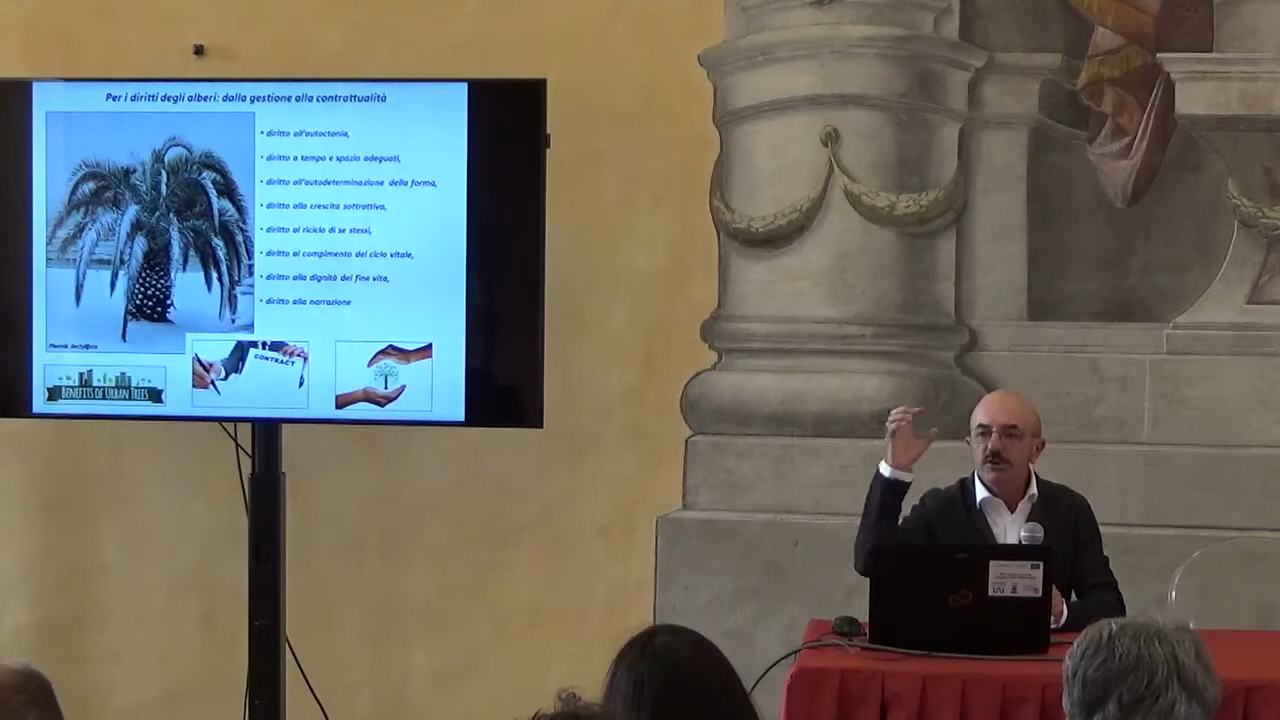 Per i diritti degli alberi: dalla gestione alla contrattualità
• diritto all'autoctonia,
• diritto a tempo e spazio adeguati,
• diritto all'autodeterminazione della forma,
• diritto alla crescita sottrattiva,
• diritto al riciclo di se stessi,
• diritto al compimento del ciclo vitale,
• diritto alla dignità del fine vita,
• diritto alla narrazione
CONTRACT
BENEFITS OF URBAN TREES